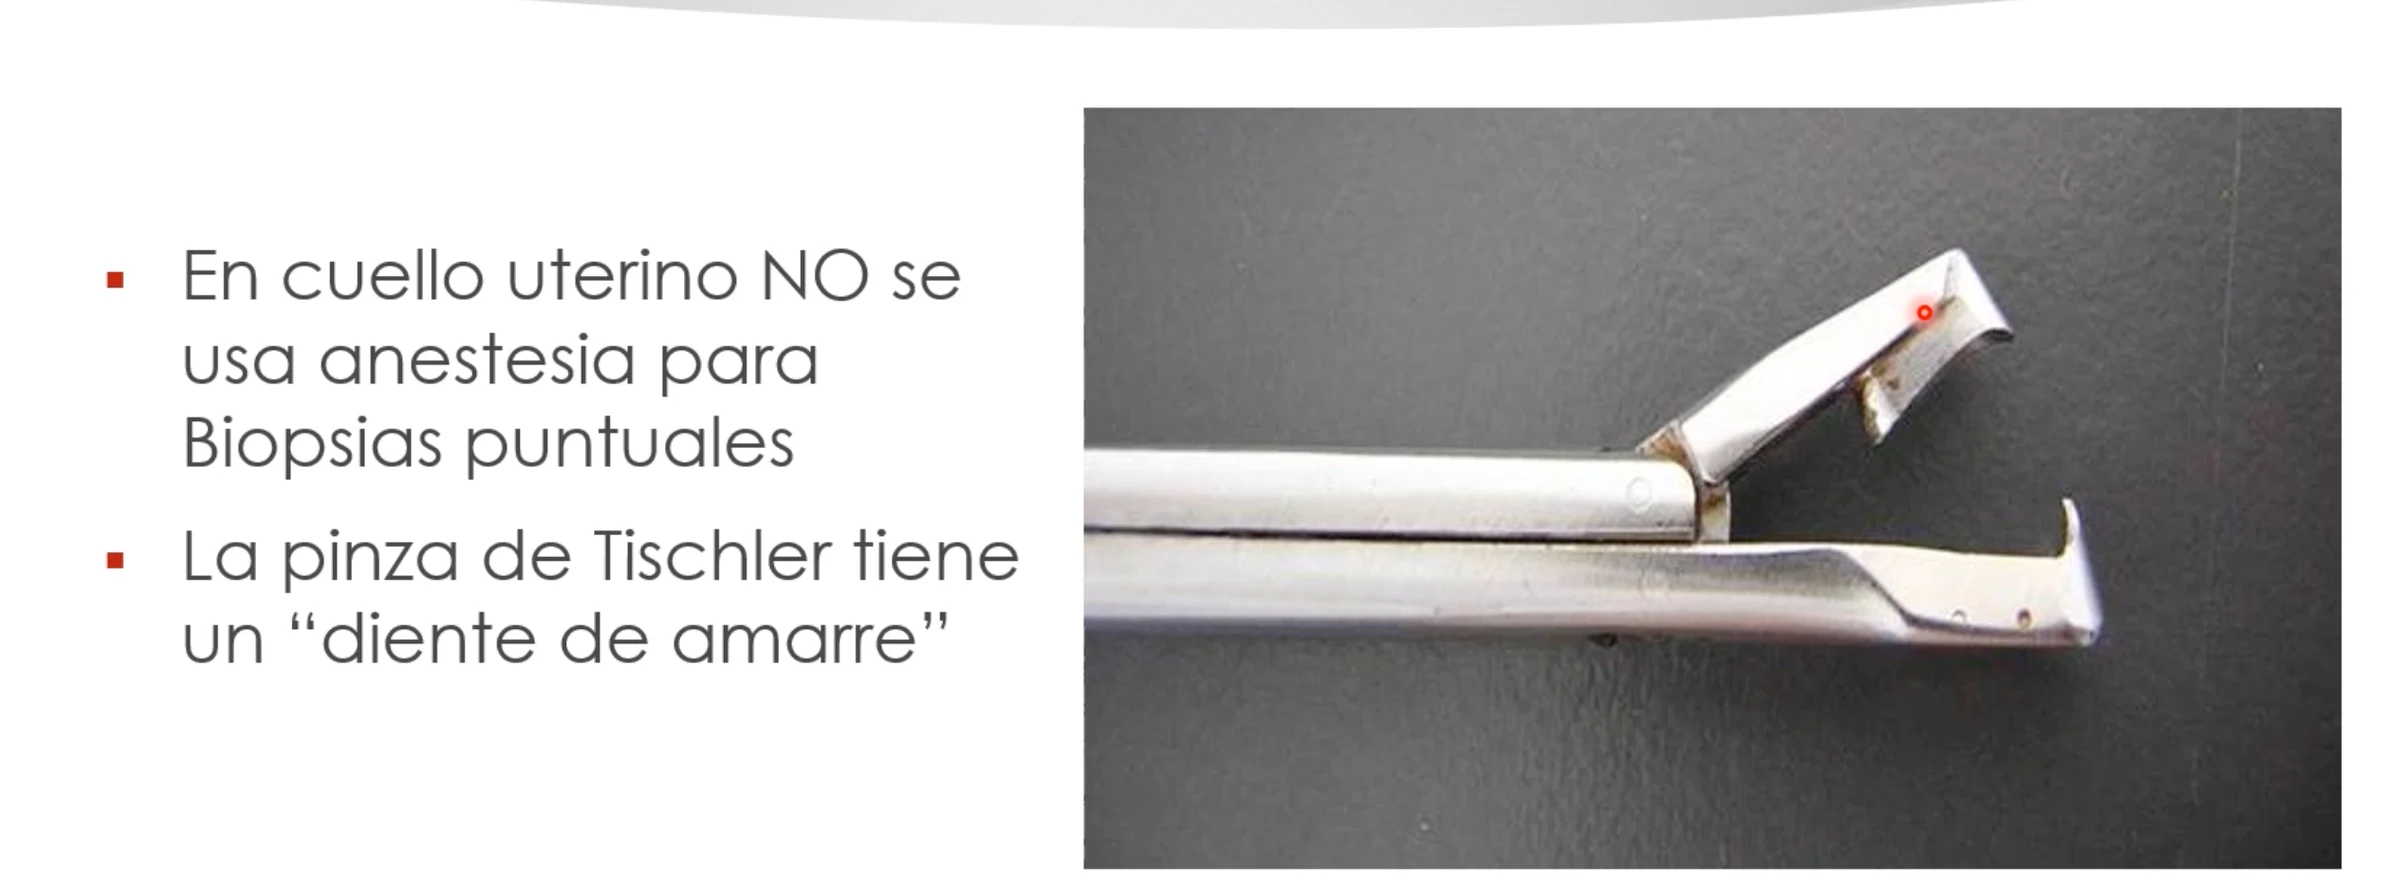 En cuello uterino NO se
usa anestesia para
Biopsias puntuales
La pinza de Tischler tiene
un “diente de amarre”